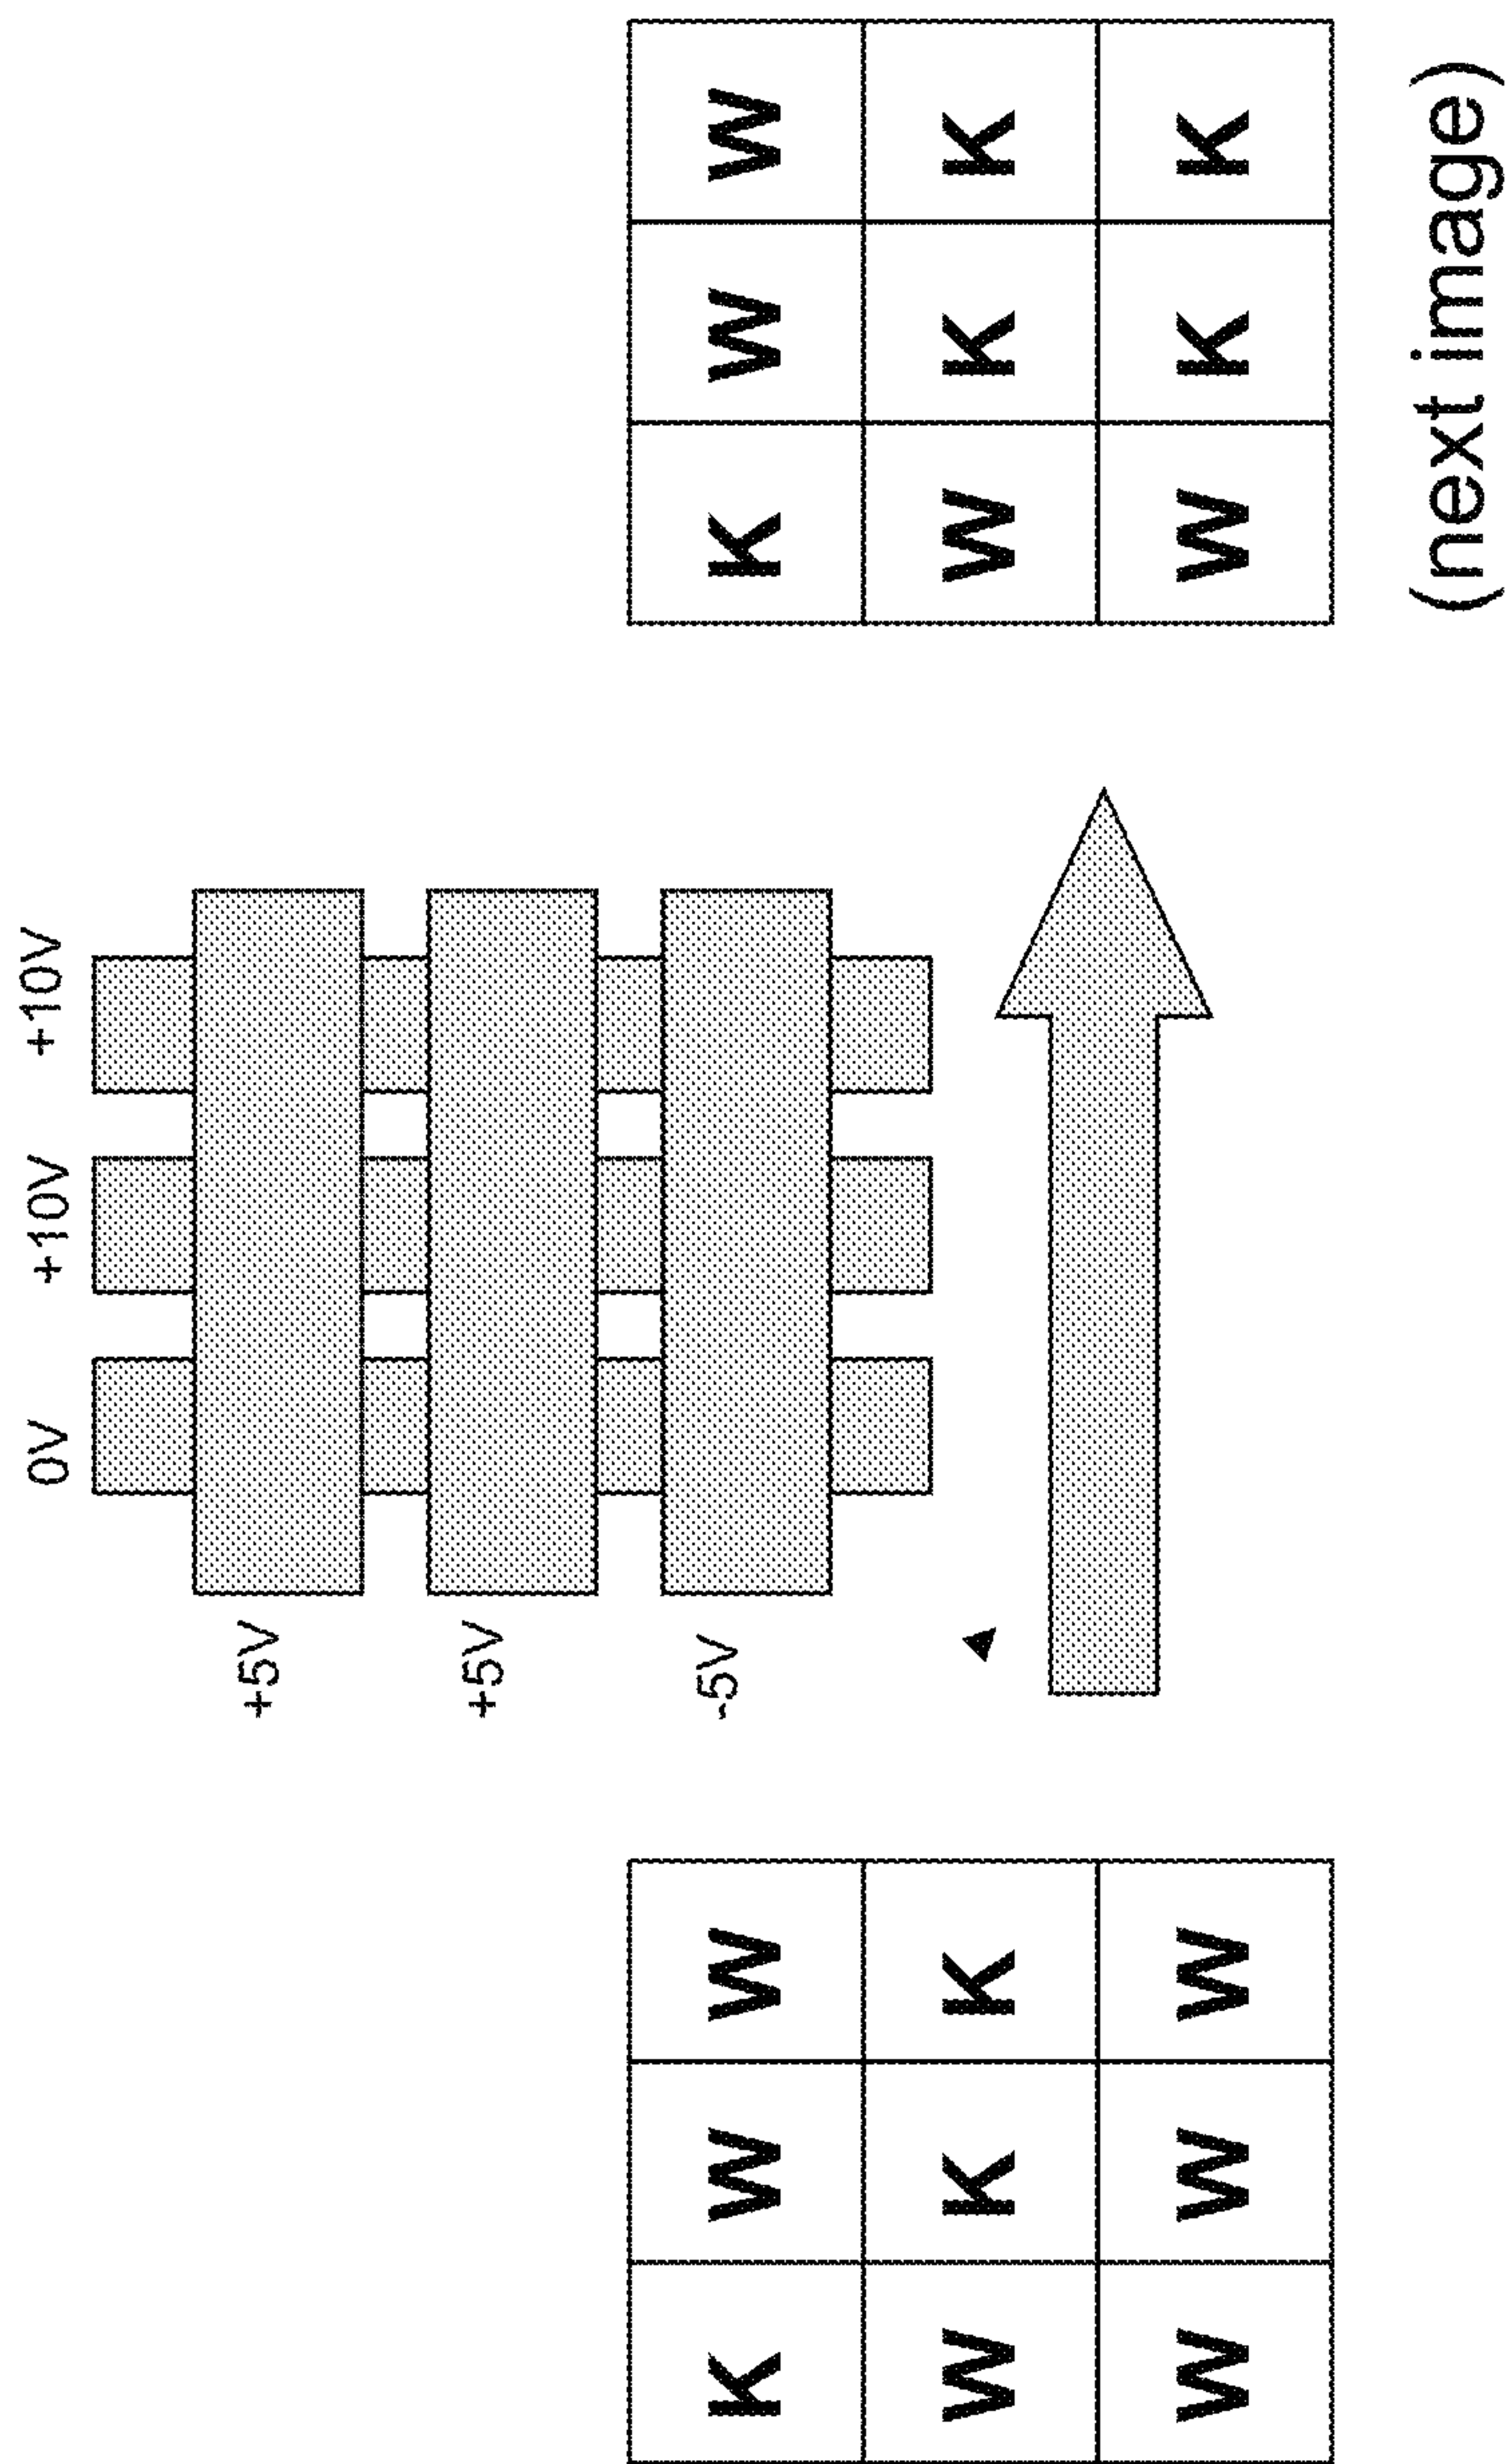 K W W
W K K
W W W
0V +10V +10V
+5V
+5V
-5V
K W W
W K K
W K K
(next image)